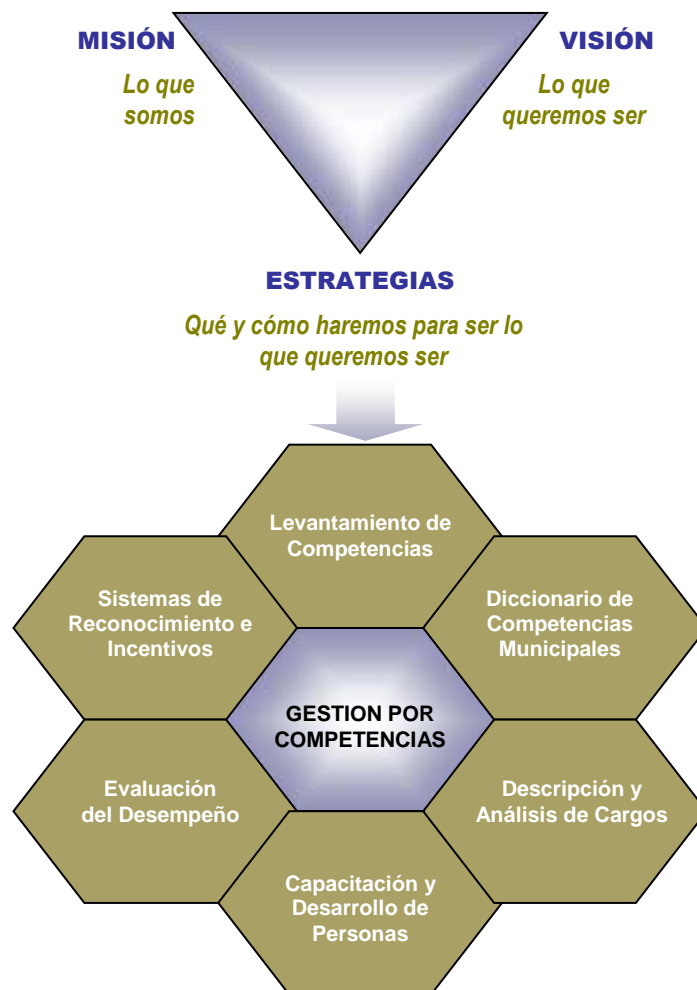 MISIÓN
Lo que
somos
VISIÓN
Lo que
queremos ser
ESTRATEGIAS
Qué y cómo haremos para ser lo
que queremos ser
Levantamiento de
Competencias
Sistemas de
Reconocimiento e
Incentivos
Diccionario de
Competencias
Municipales
GESTION POR
COMPETENCIAS
Evaluación
del Desempeño
Descripción y
Análisis de Cargos
Capacitación y
Desarrollo de
Personas